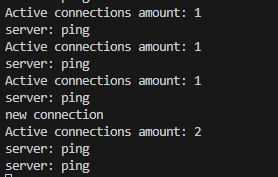 Active connections amount: 1
server: ping
Active connections amount: 1
server: ping
Active connections amount: 1
server: ping
new connection
Active connections amount: 2
server: ping
server: ping